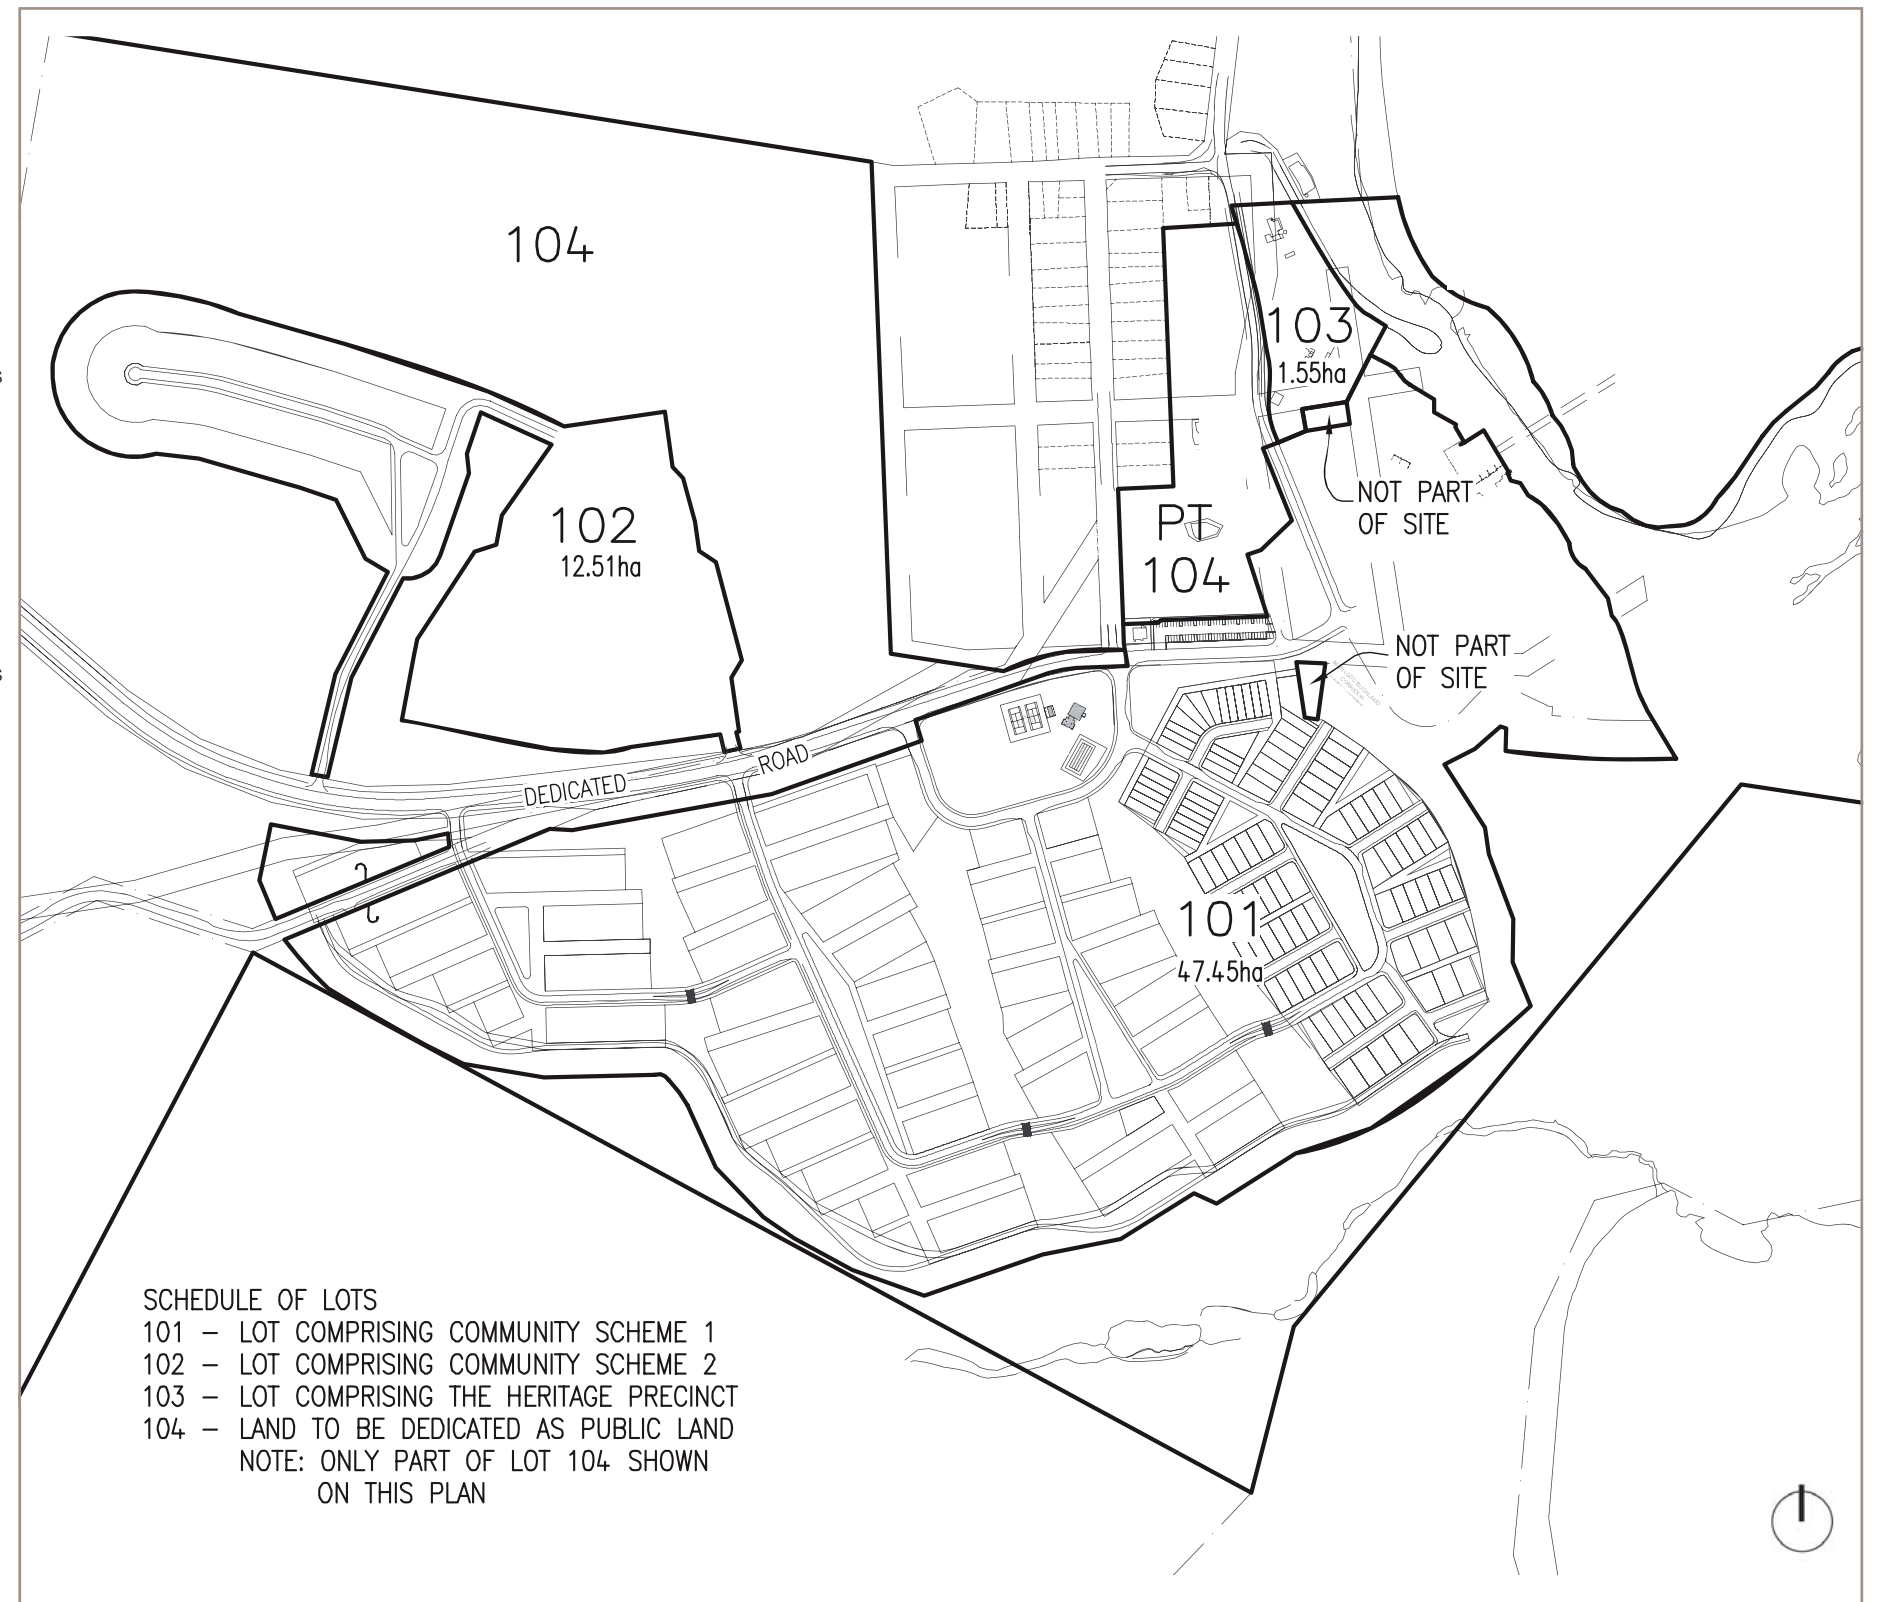 104
103
1.55ha
NOT PART
OF SITE
102
12.51ha
PT
104
NOT PART
OF SITE
DEDICATED ROAD
101
47.45ha
SCHEDULE OF LOTS
101 – LOT COMPRISING COMMUNITY SCHEME 1
102 – LOT COMPRISING COMMUNITY SCHEME 2
103 – LOT COMPRISING THE HERITAGE PRECINCT
104 – LAND TO BE DEDICATED AS PUBLIC LAND
NOTE: ONLY PART OF LOT 104 SHOWN
ON THIS PLAN